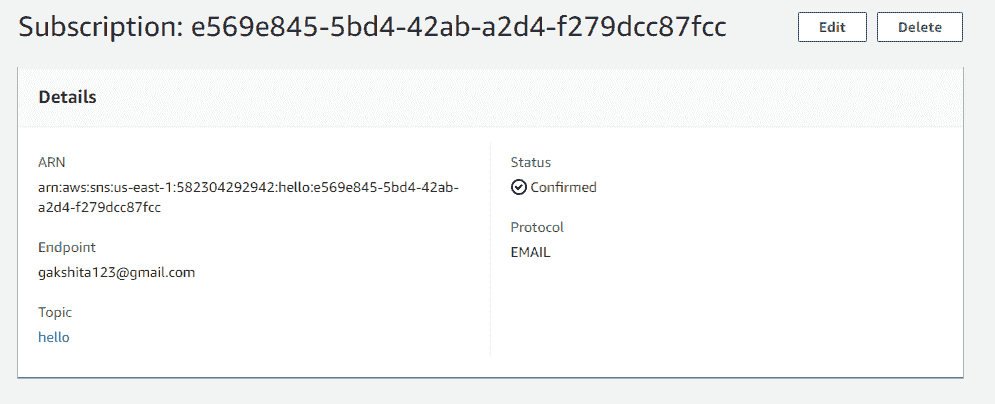 Subscription: e569e845-5bd4-42ab-a2d4-f279dcc87fcc
Edit
Delete
Details
ARN
arn:aws:sns:us-east-1:582304292942:hello:e569e845-5bd4-42ab-
a2d4-f279dcc87fcc
Endpoint
gakshita123@gmail.com
Topic
hello
Status
Confirmed
Protocol
EMAIL